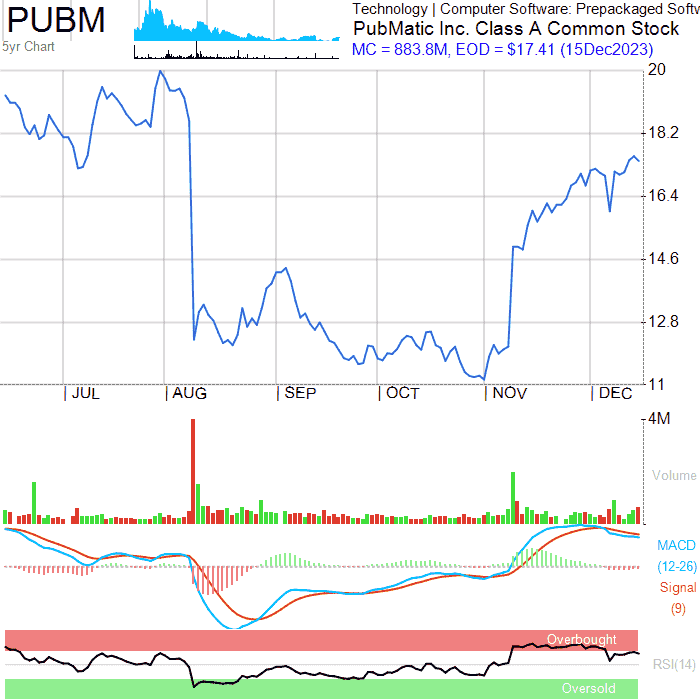 PUBM
5yr Chart
Technology | Computer Software: Prepackaged Softw
PubMatic Inc. Class A Common Stock
MC = 883.8M, EOD = $17.41 (15Dec2023)
20
18.2
16.4
14.6
12.8
11
JUL AUG SEP OCT NOV DEC
4M
Volume
MACD
(12-26)
Signal
(9)
Overbought
RSI(14)
Oversold